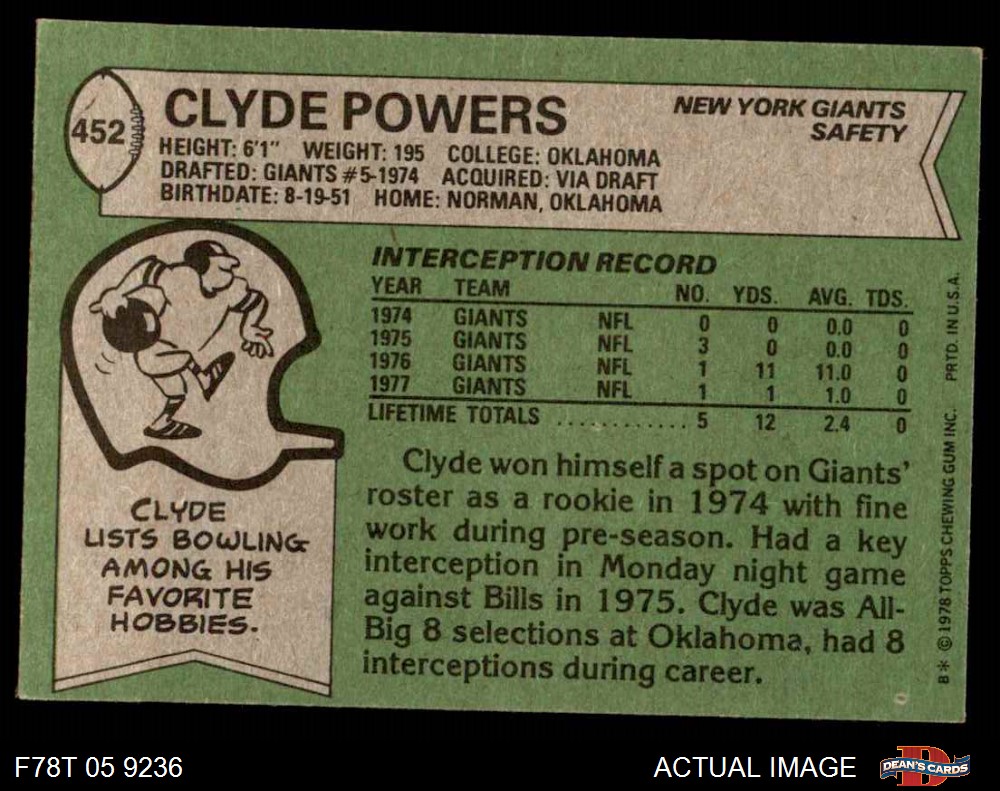 452
CLYDE POWERS
NEW YORK GIANTS
SAFETY
HEIGHT: 6'1" WEIGHT: 195 COLLEGE: OKLAHOMA
DRAFTED: GIANTS #5-1974 ACQUIRED: VIA DRAFT
BIRTHDATE: 8-19-51 HOME: NORMAN, OKLAHOMA
INTERCEPTION RECORD
YEAR TEAM NO. YDS. AVG. TDS.
1974 GIANTS NFL 0 0 0.0 0
1975 GIANTS NFL 3 0 0.0 0
1976 GIANTS NFL 1 11 11.0 0
1977 GIANTS NFL 1 1 1.0 0
LIFETIME TOTALS ............ 5 12 2.4 0
Clyde won himself a spot on Giants'
roster as a rookie in 1974 with fine
work during pre-season. Had a key
interception in Monday night game
against Bills in 1975. Clyde was All-
Big 8 selections at Oklahoma, had 8
interceptions during career.
CLYDE
LISTS BOWLING
AMONG HIS
FAVORITE
HOBBIES.
B* © 1978 TOPPS CHEWING GUM INC. PRTD. IN U.S.A.
F78T 05 9236
ACTUAL IMAGE
D
DEAN'S CARDS